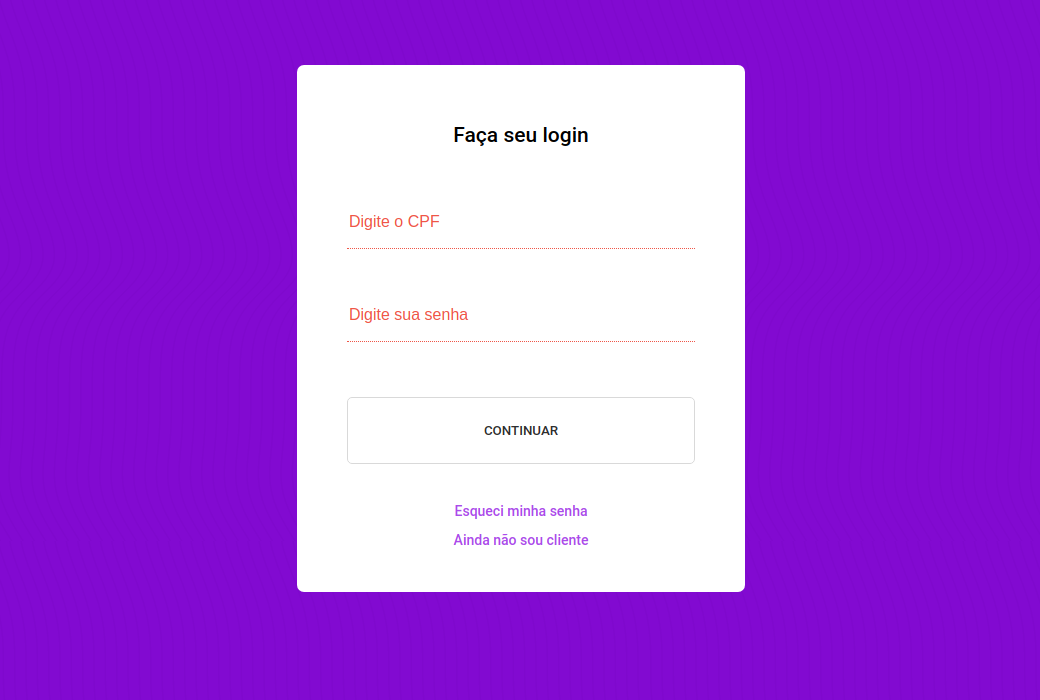 Faça seu login
Digite o CPF
Digite sua senha
CONTINUAR
Esqueci minha senha
Ainda não sou cliente